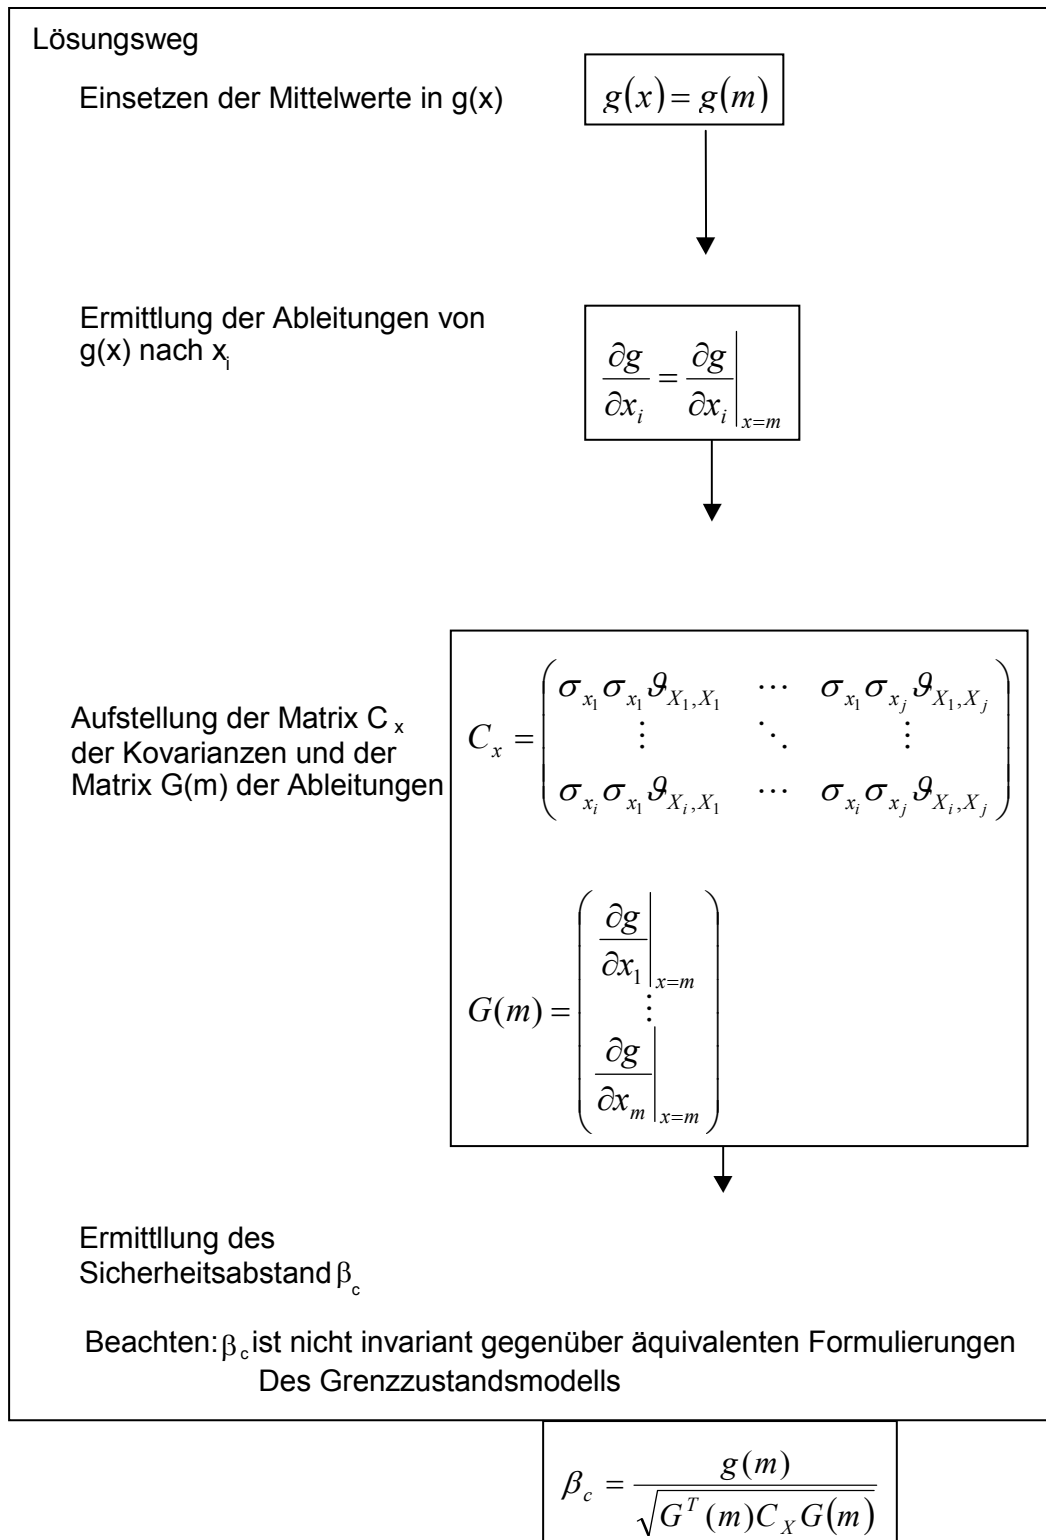 Lösungsweg
Einsetzen der Mittelwerte in g(x)
g(x) = g(m)
Ermittlung der Ableitungen von
g(x) nach x_i
∂g/∂x_i = ∂g/∂x_i |_{x=m}
Aufstellung der Matrix C_x
der Kovarianzen und der
Matrix G(m) der Ableitungen
C_x = ( σ_{x_1} σ_{x_1} ϑ_{X_1,X_1} ⋯ σ_{x_1} σ_{x_j} ϑ_{X_1,X_j}
⋮ ⋱ ⋮
σ_{x_i} σ_{x_1} ϑ_{X_i,X_1} ⋯ σ_{x_i} σ_{x_j} ϑ_{X_i,X_j} )
G(m) = ( ∂g/∂x_1 |_{x=m}
⋮
∂g/∂x_m |_{x=m} )
Ermittllung des
Sicherheitsabstand β_c
Beachten: β_c ist nicht invariant gegenüber äquivalenten Formulierungen
Des Grenzzustandsmodells
β_c = g(m) / √(G^T(m) C_X G(m))